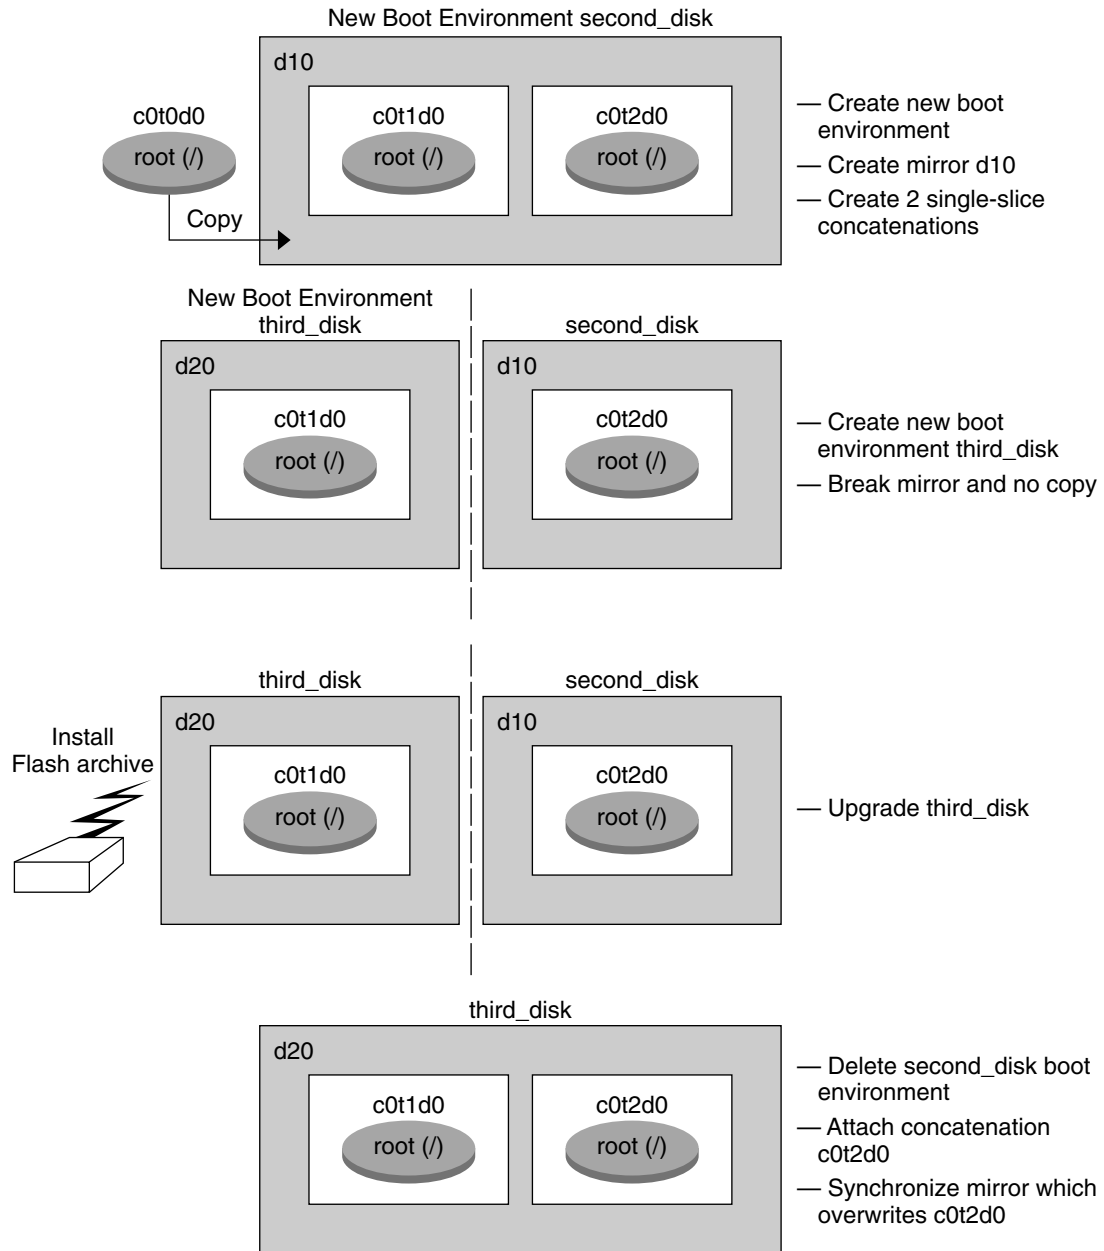 New Boot Environment second_disk
d10
c0t0d0
root (/)
Copy
c0t1d0
root (/)
c0t2d0
root (/)
— Create new boot
environment
— Create mirror d10
— Create 2 single-slice
concatenations
New Boot Environment
third_disk
d20
c0t1d0
root (/)
second_disk
d10
c0t2d0
root (/)
— Create new boot
environment third_disk
— Break mirror and no copy
Install
Flash archive
third_disk
d20
c0t1d0
root (/)
second_disk
d10
c0t2d0
root (/)
— Upgrade third_disk
third_disk
d20
c0t1d0
root (/)
c0t2d0
root (/)
— Delete second_disk boot
environment
— Attach concatenation
c0t2d0
— Synchronize mirror which
overwrites c0t2d0